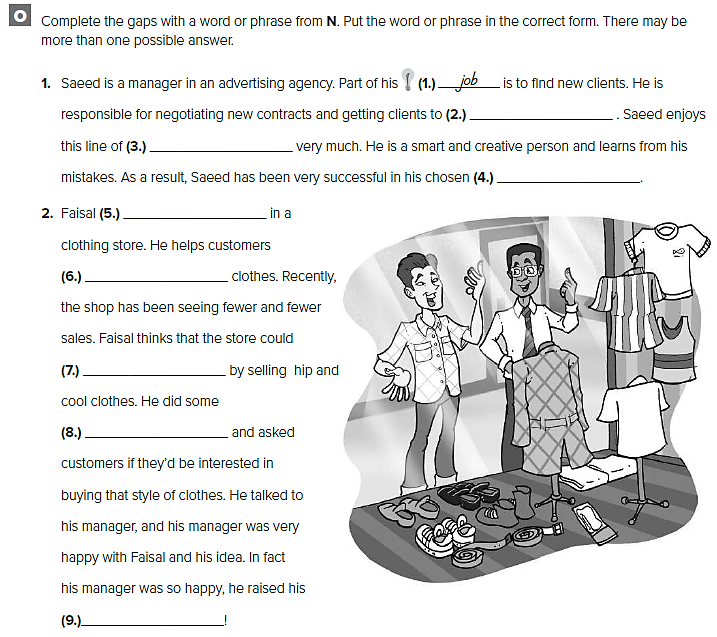 O Complete the gaps with a word or phrase from N. Put the word or phrase in the correct form. There may be
more than one possible answer.
1. Saeed is a manager in an advertising agency. Part of his (1.) job is to find new clients. He is
responsible for negotiating new contracts and getting clients to (2.) ____________________ . Saeed enjoys
this line of (3.) ____________________ very much. He is a smart and creative person and learns from his
mistakes. As a result, Saeed has been very successful in his chosen (4.) ____________________.
2. Faisal (5.) ____________________ in a
clothing store. He helps customers
(6.) ____________________ clothes. Recently,
the shop has been seeing fewer and fewer
sales. Faisal thinks that the store could
(7.) ____________________ by selling hip and
cool clothes. He did some
(8.) ____________________ and asked
customers if they'd be interested in
buying that style of clothes. He talked to
his manager, and his manager was very
happy with Faisal and his idea. In fact
his manager was so happy, he raised his
(9.)____________________!